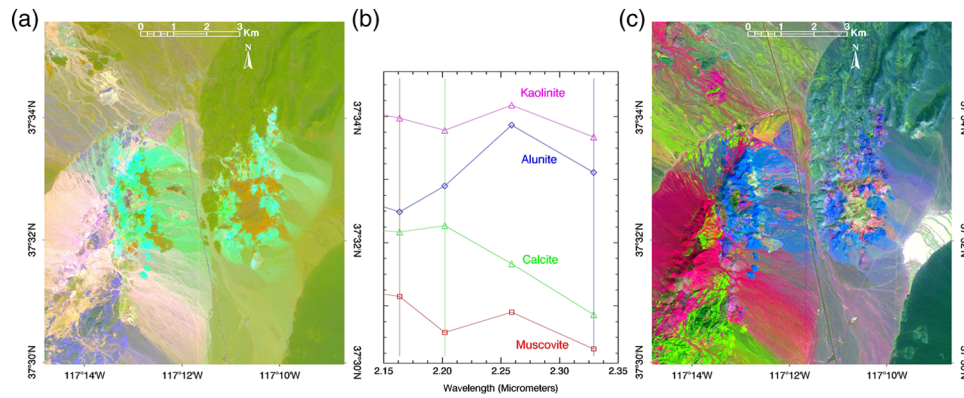 (a)
0 1 2 3
Km
N
37°34'N
37°32'N
37°30'N
117°14'W 117°12'W 117°10'W
(b)
Kaolinite
Alunite
Calcite
Muscovite
2.15 2.20 2.25 2.30 2.35
Wavelength (Micrometers)
37°34'N
37°32'N
37°30'N
(c)
0 1 2 3
Km
N
117°14'W 117°12'W 117°10'W